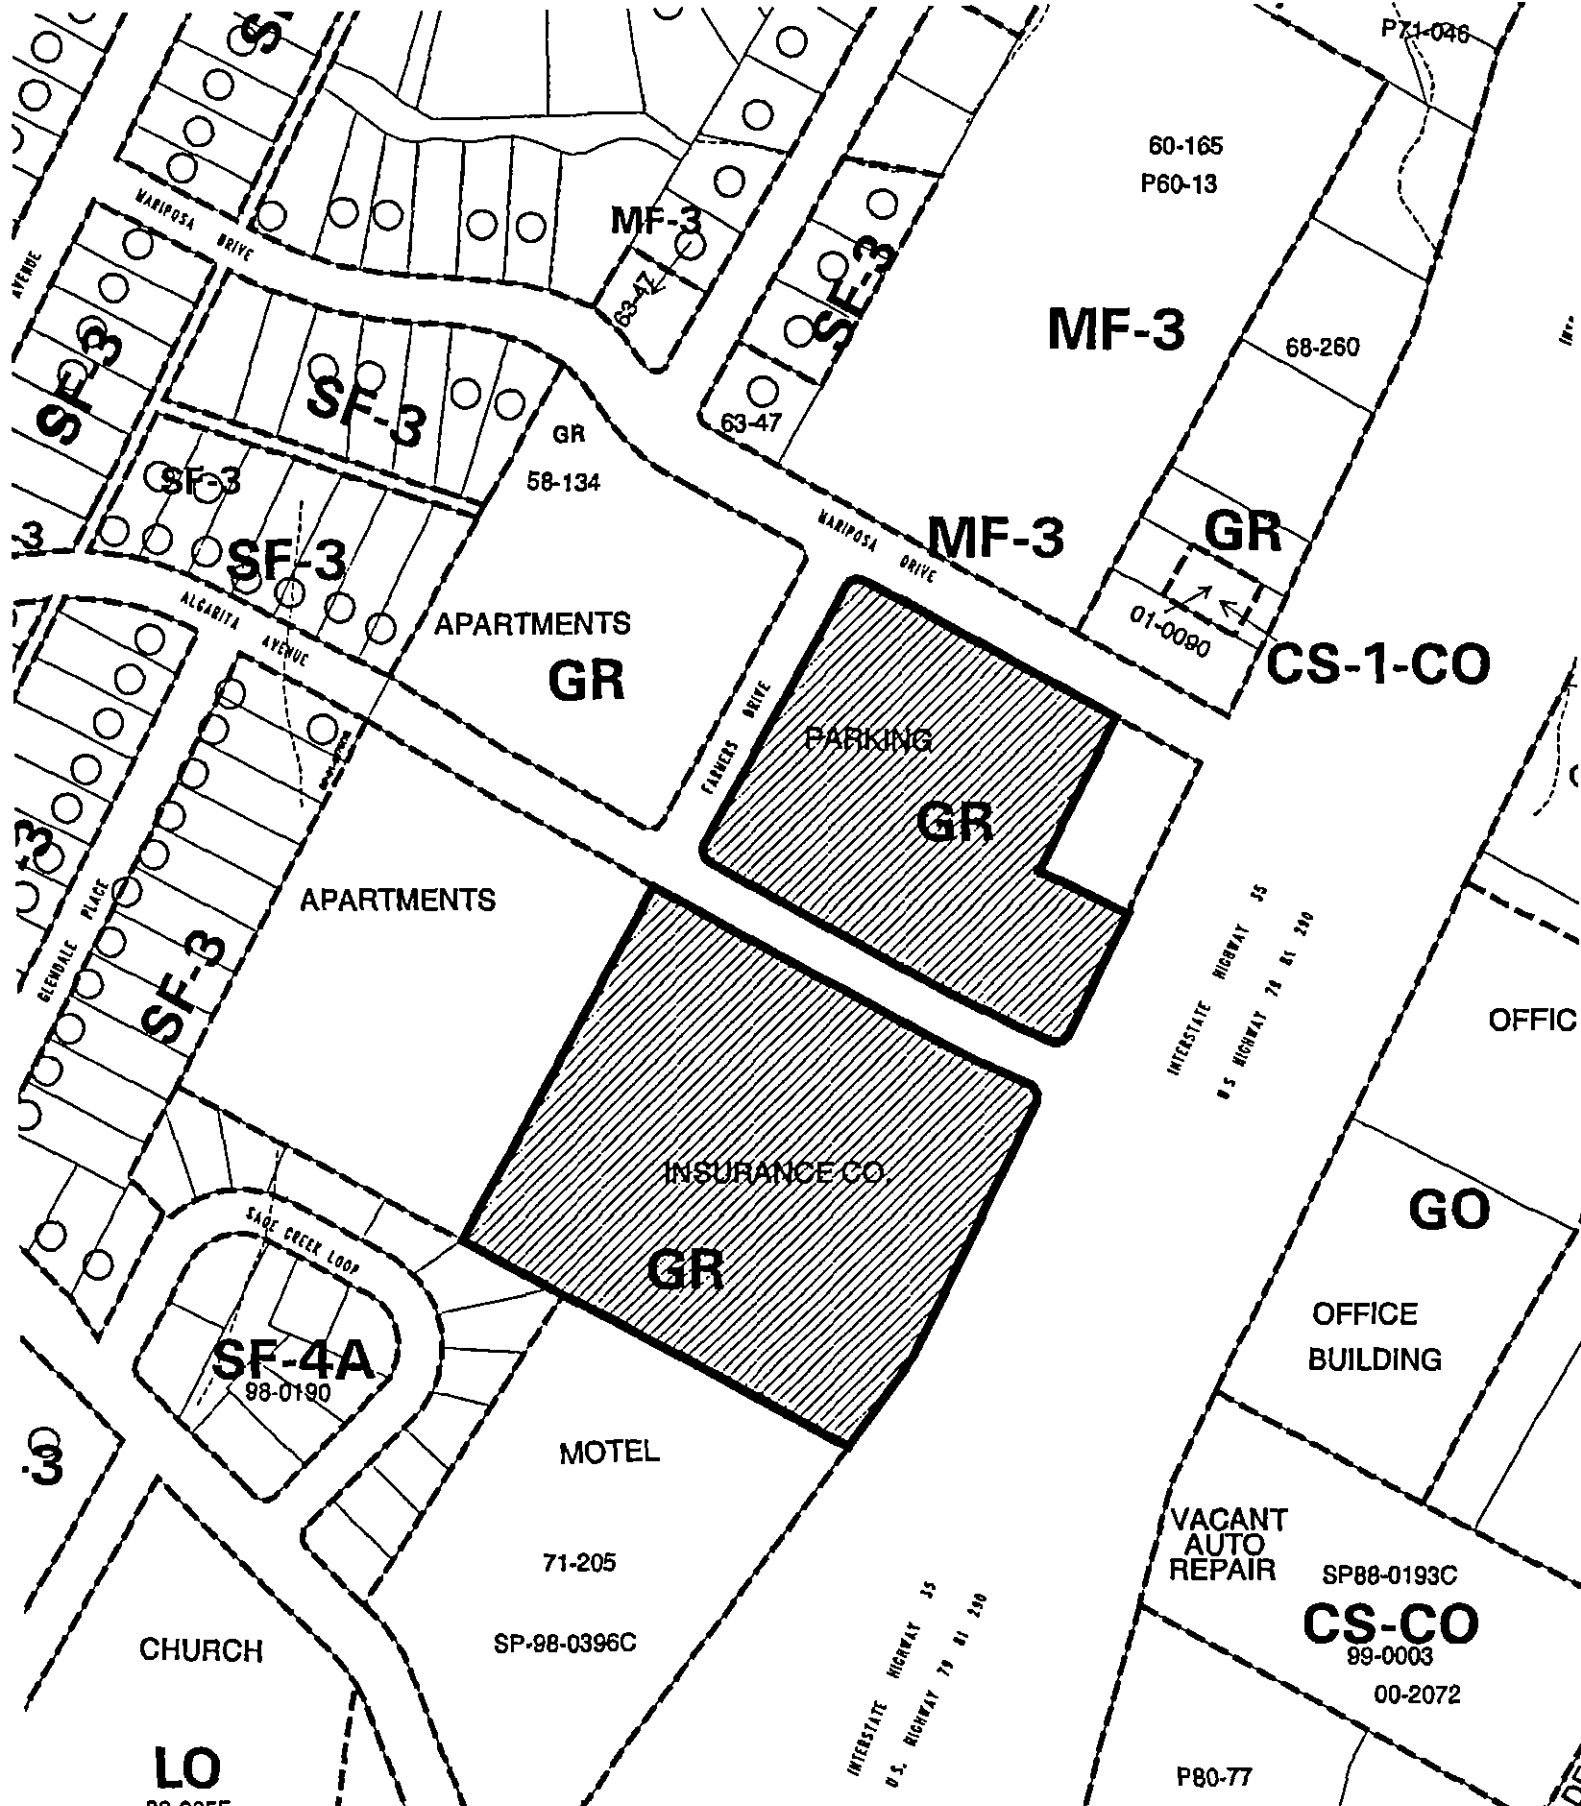 P71-046
60-165
P60-13
MARIPOSA DRIVE
MF-3
63-47
SF-3
MF-3
68-260
AVENUE
SF-3
SF-3
GR
63-47
SF-3
58-134
MARIPOSA DRIVE
MF-3
GR
SF-3
ALGARITA AVENUE
APARTMENTS
GR
01-0090
CS-1-CO
FARMERS DRIVE
PARKING
GR
APARTMENTS
GLENDALE PLACE
SF-3
INTERSTATE HIGHWAY 35
U S HIGHWAY 79 81 290
OFFIC
INSURANCE CO.
GR
GO
SAGE CREEK LOOP
OFFICE
BUILDING
SF-4A
98-0190
MOTEL
VACANT
AUTO
REPAIR
71-205
SP88-0193C
CS-CO
99-0003
00-2072
SP-98-0396C
CHURCH
INTERSTATE HIGHWAY 35
U.S. HIGHWAY 79 81 290
LO
P80-77